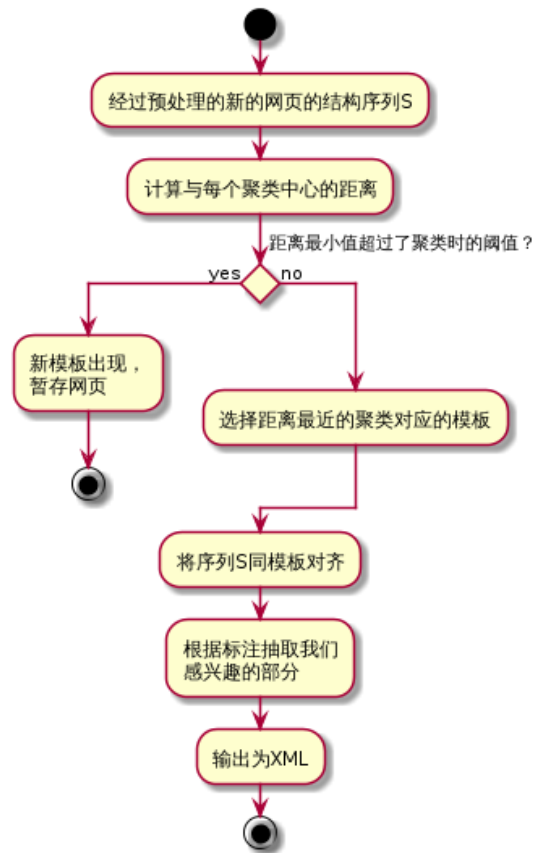 经过预处理的新的网页的结构序列S
计算与每个聚类中心的距离
距离最小值超过了聚类时的阈值？
yes
no
新模板出现，
暂存网页
选择距离最近的聚类对应的模板
将序列S同模板对齐
根据标注抽取我们
感兴趣的部分
输出为XML